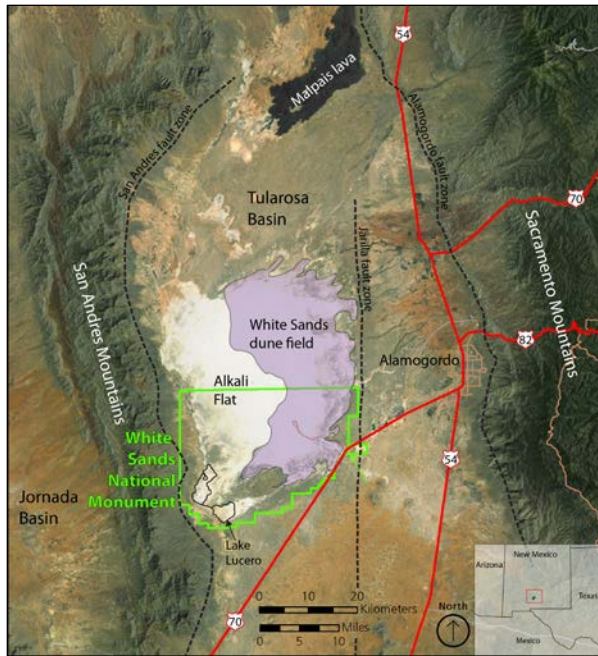 54
Malpais lava
San Andres fault zone
Alamogordo fault zone
70
Tularosa
Basin
Jarilla fault zone
Sacramento Mountains
San Andres Mountains
White Sands
dune field
82
Alamogordo
Alkali
Flat
White
Sands
National
Monument
54
Jornada
Basin
Lake
Lucero
New Mexico
Arizona
Texas
Mexico
0
10
20
Kilometers
0
5
10
Miles
North
70